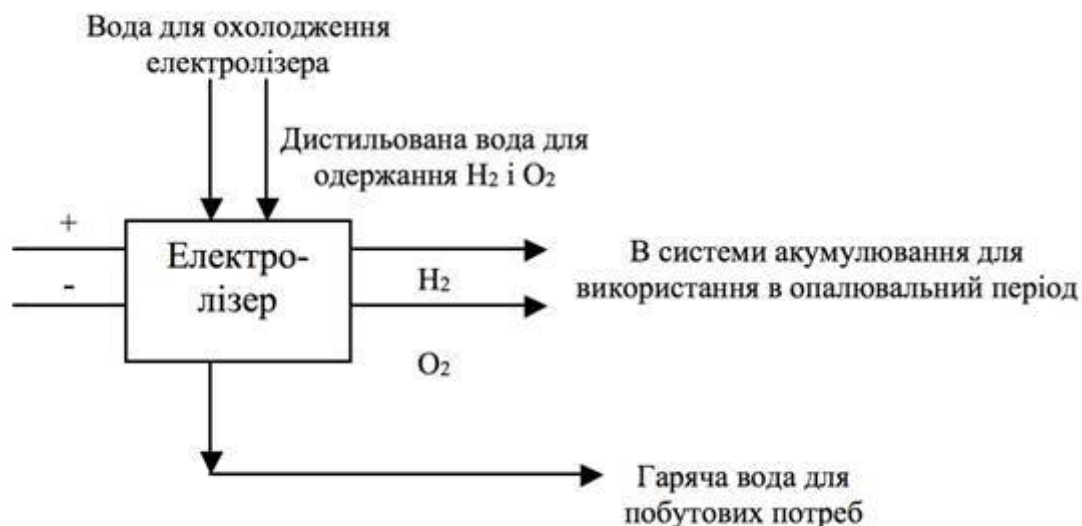 Вода для охолодження
електролізера
Дистильована вода для
одержання H₂ і O₂
+
-
Електро-
лізер
H₂
O₂
В системи акумулювання для
використання в опалювальний період
Гаряча вода для
побутових потреб